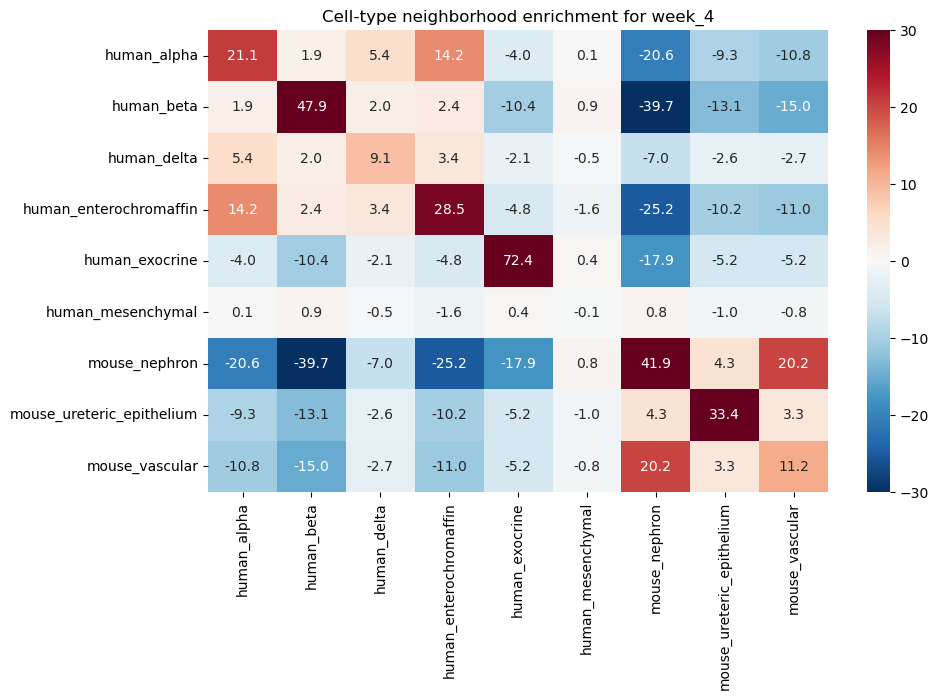 Cell-type neighborhood enrichment for week_4
human_alpha 21.1 1.9 5.4 14.2 -4.0 0.1 -20.6 -9.3 -10.8
human_beta 1.9 47.9 2.0 2.4 -10.4 0.9 -39.7 -13.1 -15.0
human_delta 5.4 2.0 9.1 3.4 -2.1 -0.5 -7.0 -2.6 -2.7
human_enterochromaffin 14.2 2.4 3.4 28.5 -4.8 -1.6 -25.2 -10.2 -11.0
human_exocrine -4.0 -10.4 -2.1 -4.8 72.4 0.4 -17.9 -5.2 -5.2
human_mesenchymal 0.1 0.9 -0.5 -1.6 0.4 -0.1 0.8 -1.0 -0.8
mouse_nephron -20.6 -39.7 -7.0 -25.2 -17.9 0.8 41.9 4.3 20.2
mouse_ureteric_epithelium -9.3 -13.1 -2.6 -10.2 -5.2 -1.0 4.3 33.4 3.3
mouse_vascular -10.8 -15.0 -2.7 -11.0 -5.2 -0.8 20.2 3.3 11.2
human_alpha
human_beta
human_delta
human_enterochromaffin
human_exocrine
human_mesenchymal
mouse_nephron
mouse_ureteric_epithelium
mouse_vascular
30
20
10
0
−10
−20
−30